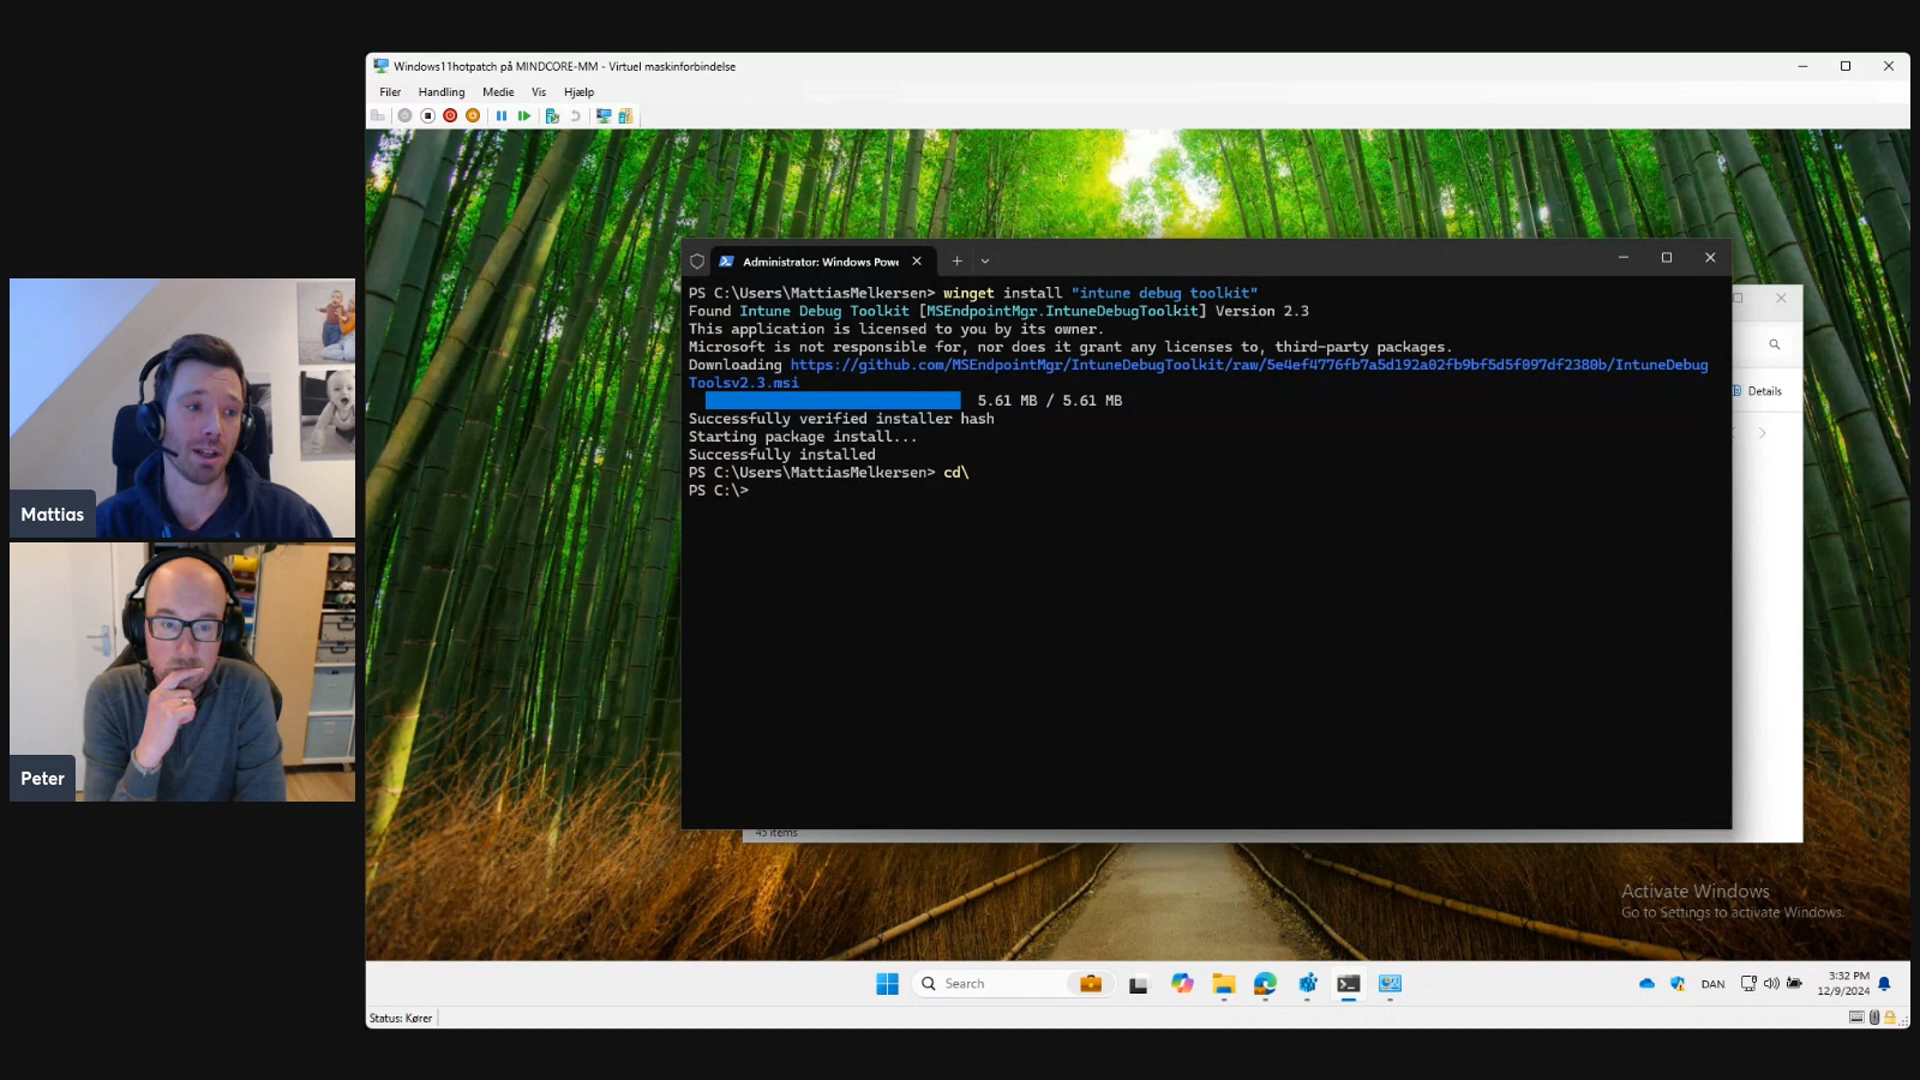 Windows11hotpatch på MINDCORE-MM - Virtuel maskinforbindelse
Filer Handling Medie Vis Hjælp
Administrator: Windows Powe
PS C:\Users\MattiasMelkersen> winget install "intune debug toolkit"
Found Intune Debug Toolkit [MSEndpointMgr.IntuneDebugToolkit] Version 2.3
This application is licensed to you by its owner.
Microsoft is not responsible for, nor does it grant any licenses to, third-party packages.
Downloading https://github.com/MSEndpointMgr/IntuneDebugToolkit/raw/5e4ef4776fb7a5d192a02fb9bf5d5f097df2380b/IntuneDebug
Toolsv2.3.msi
5.61 MB / 5.61 MB
Successfully verified installer hash
Starting package install...
Successfully installed
PS C:\Users\MattiasMelkersen> cd\
PS C:\>
Details
45 items
Mattias
Peter
Activate Windows
Go to Settings to activate Windows.
Search
DAN
3:32 PM
12/9/2024
Status: Kører